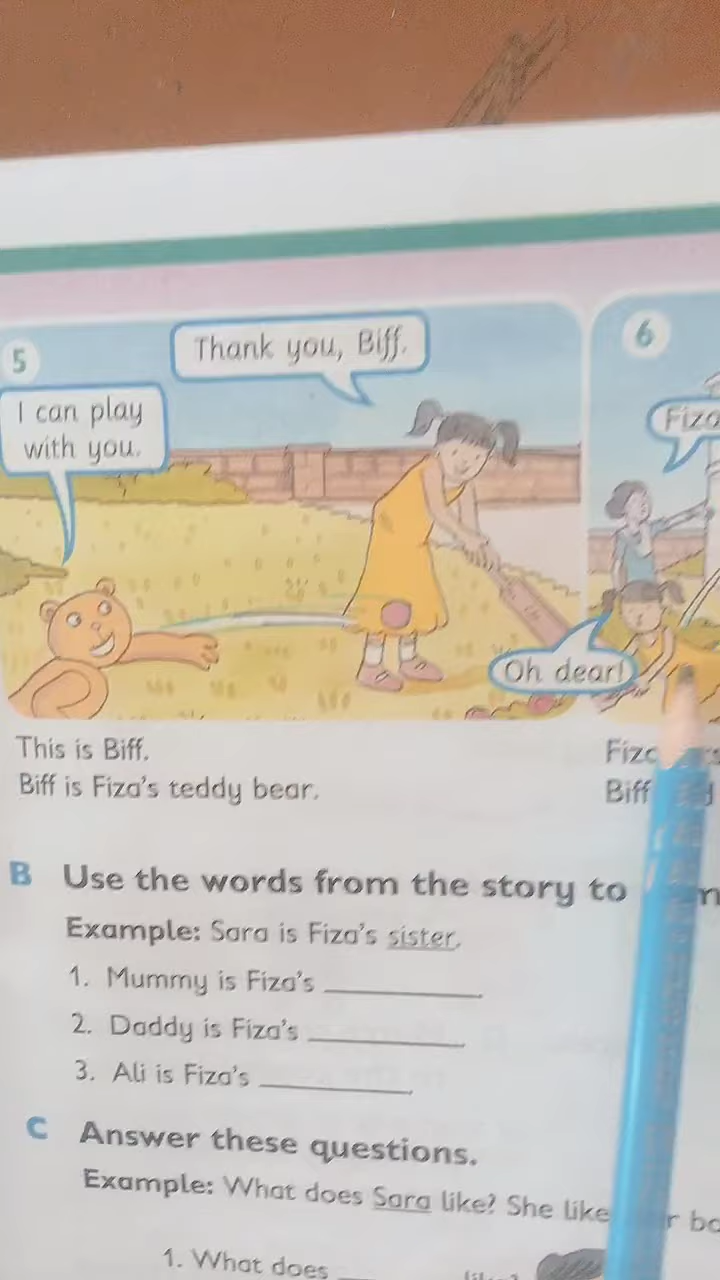 5
Thank you, Biff.
I can play
with you.
6
Oh dear!
This is Biff.
Biff is Fiza's teddy bear.
Biff
B Use the words from the story to
Example: Sara is Fiza's sister.
1. Mummy is Fiza's
2. Daddy is Fiza's
3. Ali is Fiza's
C Answer these questions.
Example: What does Sara like? She like
1. What does